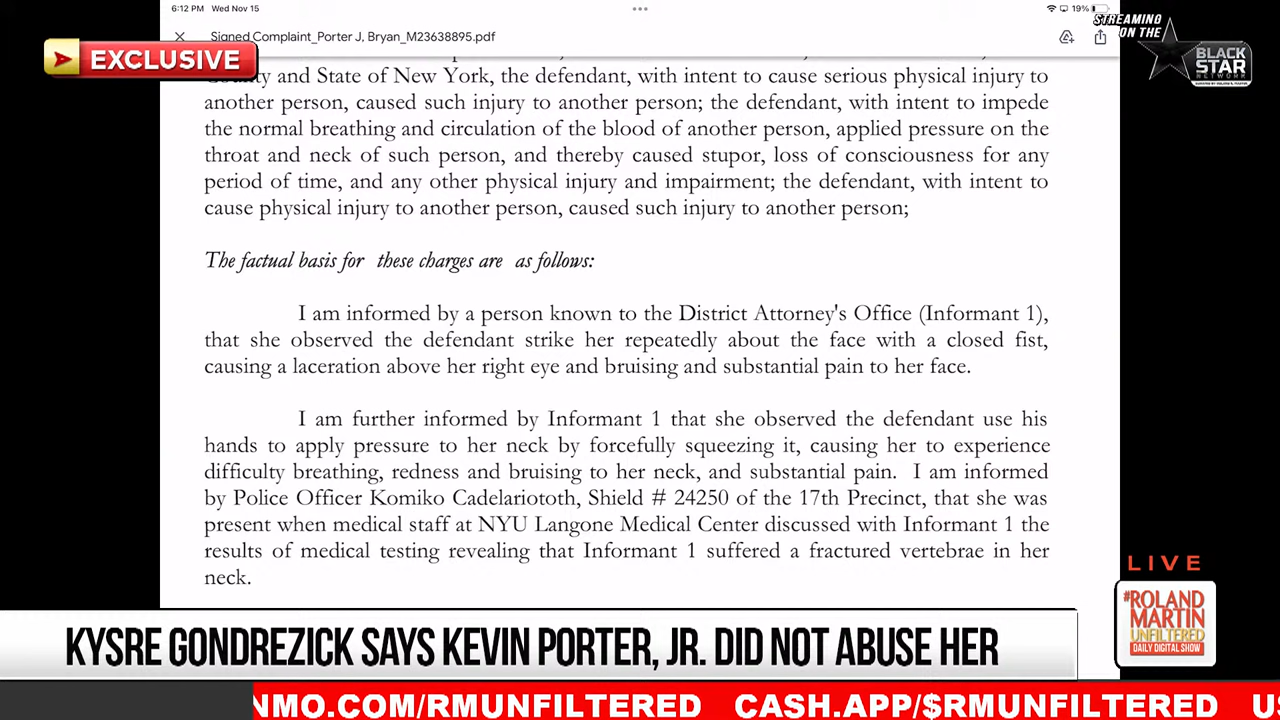 6:12 PM Wed Nov 15
19%
Signed Complaint_Porter J, Bryan_M23638895.pdf
EXCLUSIVE
STREAMING
ON THE
BLACK
STAR
NETWORK
and State of New York, the defendant, with intent to cause serious physical injury to
another person, caused such injury to another person; the defendant, with intent to impede
the normal breathing and circulation of the blood of another person, applied pressure on the
throat and neck of such person, and thereby caused stupor, loss of consciousness for any
period of time, and any other physical injury and impairment; the defendant, with intent to
cause physical injury to another person, caused such injury to another person;
The factual basis for these charges are as follows:
I am informed by a person known to the District Attorney's Office (Informant 1),
that she observed the defendant strike her repeatedly about the face with a closed fist,
causing a laceration above her right eye and bruising and substantial pain to her face.
I am further informed by Informant 1 that she observed the defendant use his
hands to apply pressure to her neck by forcefully squeezing it, causing her to experience
difficulty breathing, redness and bruising to her neck, and substantial pain. I am informed
by Police Officer Komiko Cadelariototh, Shield # 24250 of the 17th Precinct, that she was
present when medical staff at NYU Langone Medical Center discussed with Informant 1 the
results of medical testing revealing that Informant 1 suffered a fractured vertebrae in her
neck.
LIVE
#ROLAND
MARTIN
UNFILTERED
DAILY DIGITAL SHOW
KYSRE GONDREZICK SAYS KEVIN PORTER, JR. DID NOT ABUSE HER
NMO.COM/RMUNFILTERED CASH.APP/$RMUNFILTERED